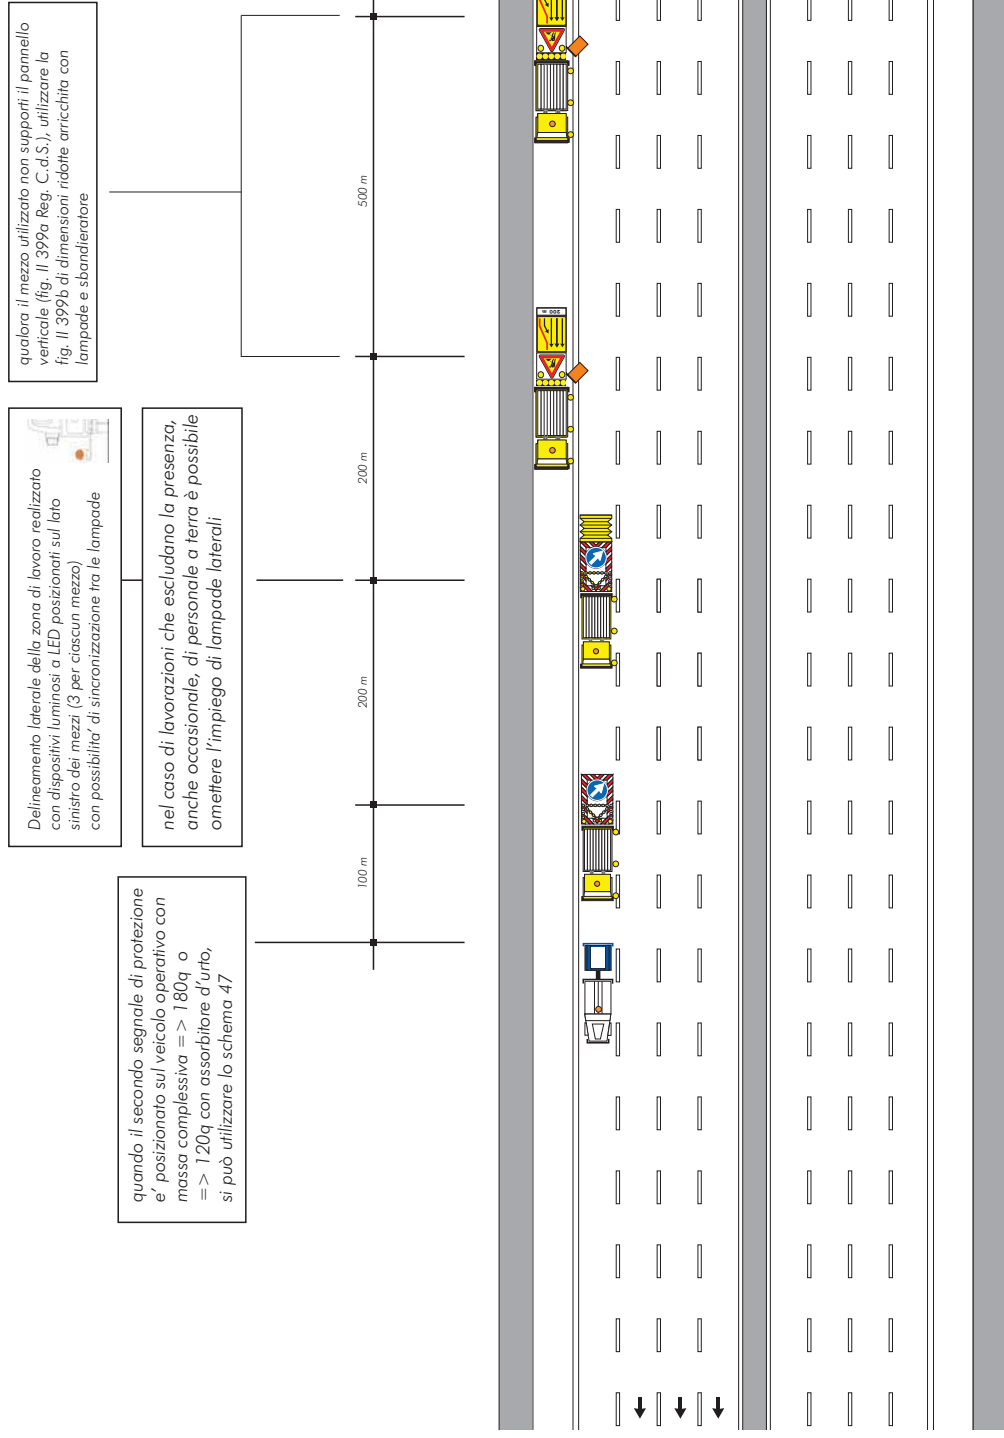 qualora il mezzo utilizzato non supporti il pannello
verticale (fig. II 399a Reg. C.d.S.), utilizzare la
fig. II 399b di dimensioni ridotte arricchita con
lampade e sbandieratore
Delineamento laterale della zona di lavoro realizzato
con dispositivi luminosi a LED posizionati sul lato
sinistro dei mezzi (3 per ciascun mezzo)
con possibilita' di sincronizzazione tra le lampade
nel caso di lavorazioni che escludano la presenza,
anche occasionale, di personale a terra è possibile
omettere l'impiego di lampade laterali
quando il secondo segnale di protezione
e' posizionato sul veicolo operativo con
massa complessiva => 180q o
=> 120q con assorbitore d'urto,
si può utilizzare lo schema 47
500 m
200 m
200 m
100 m
200 m